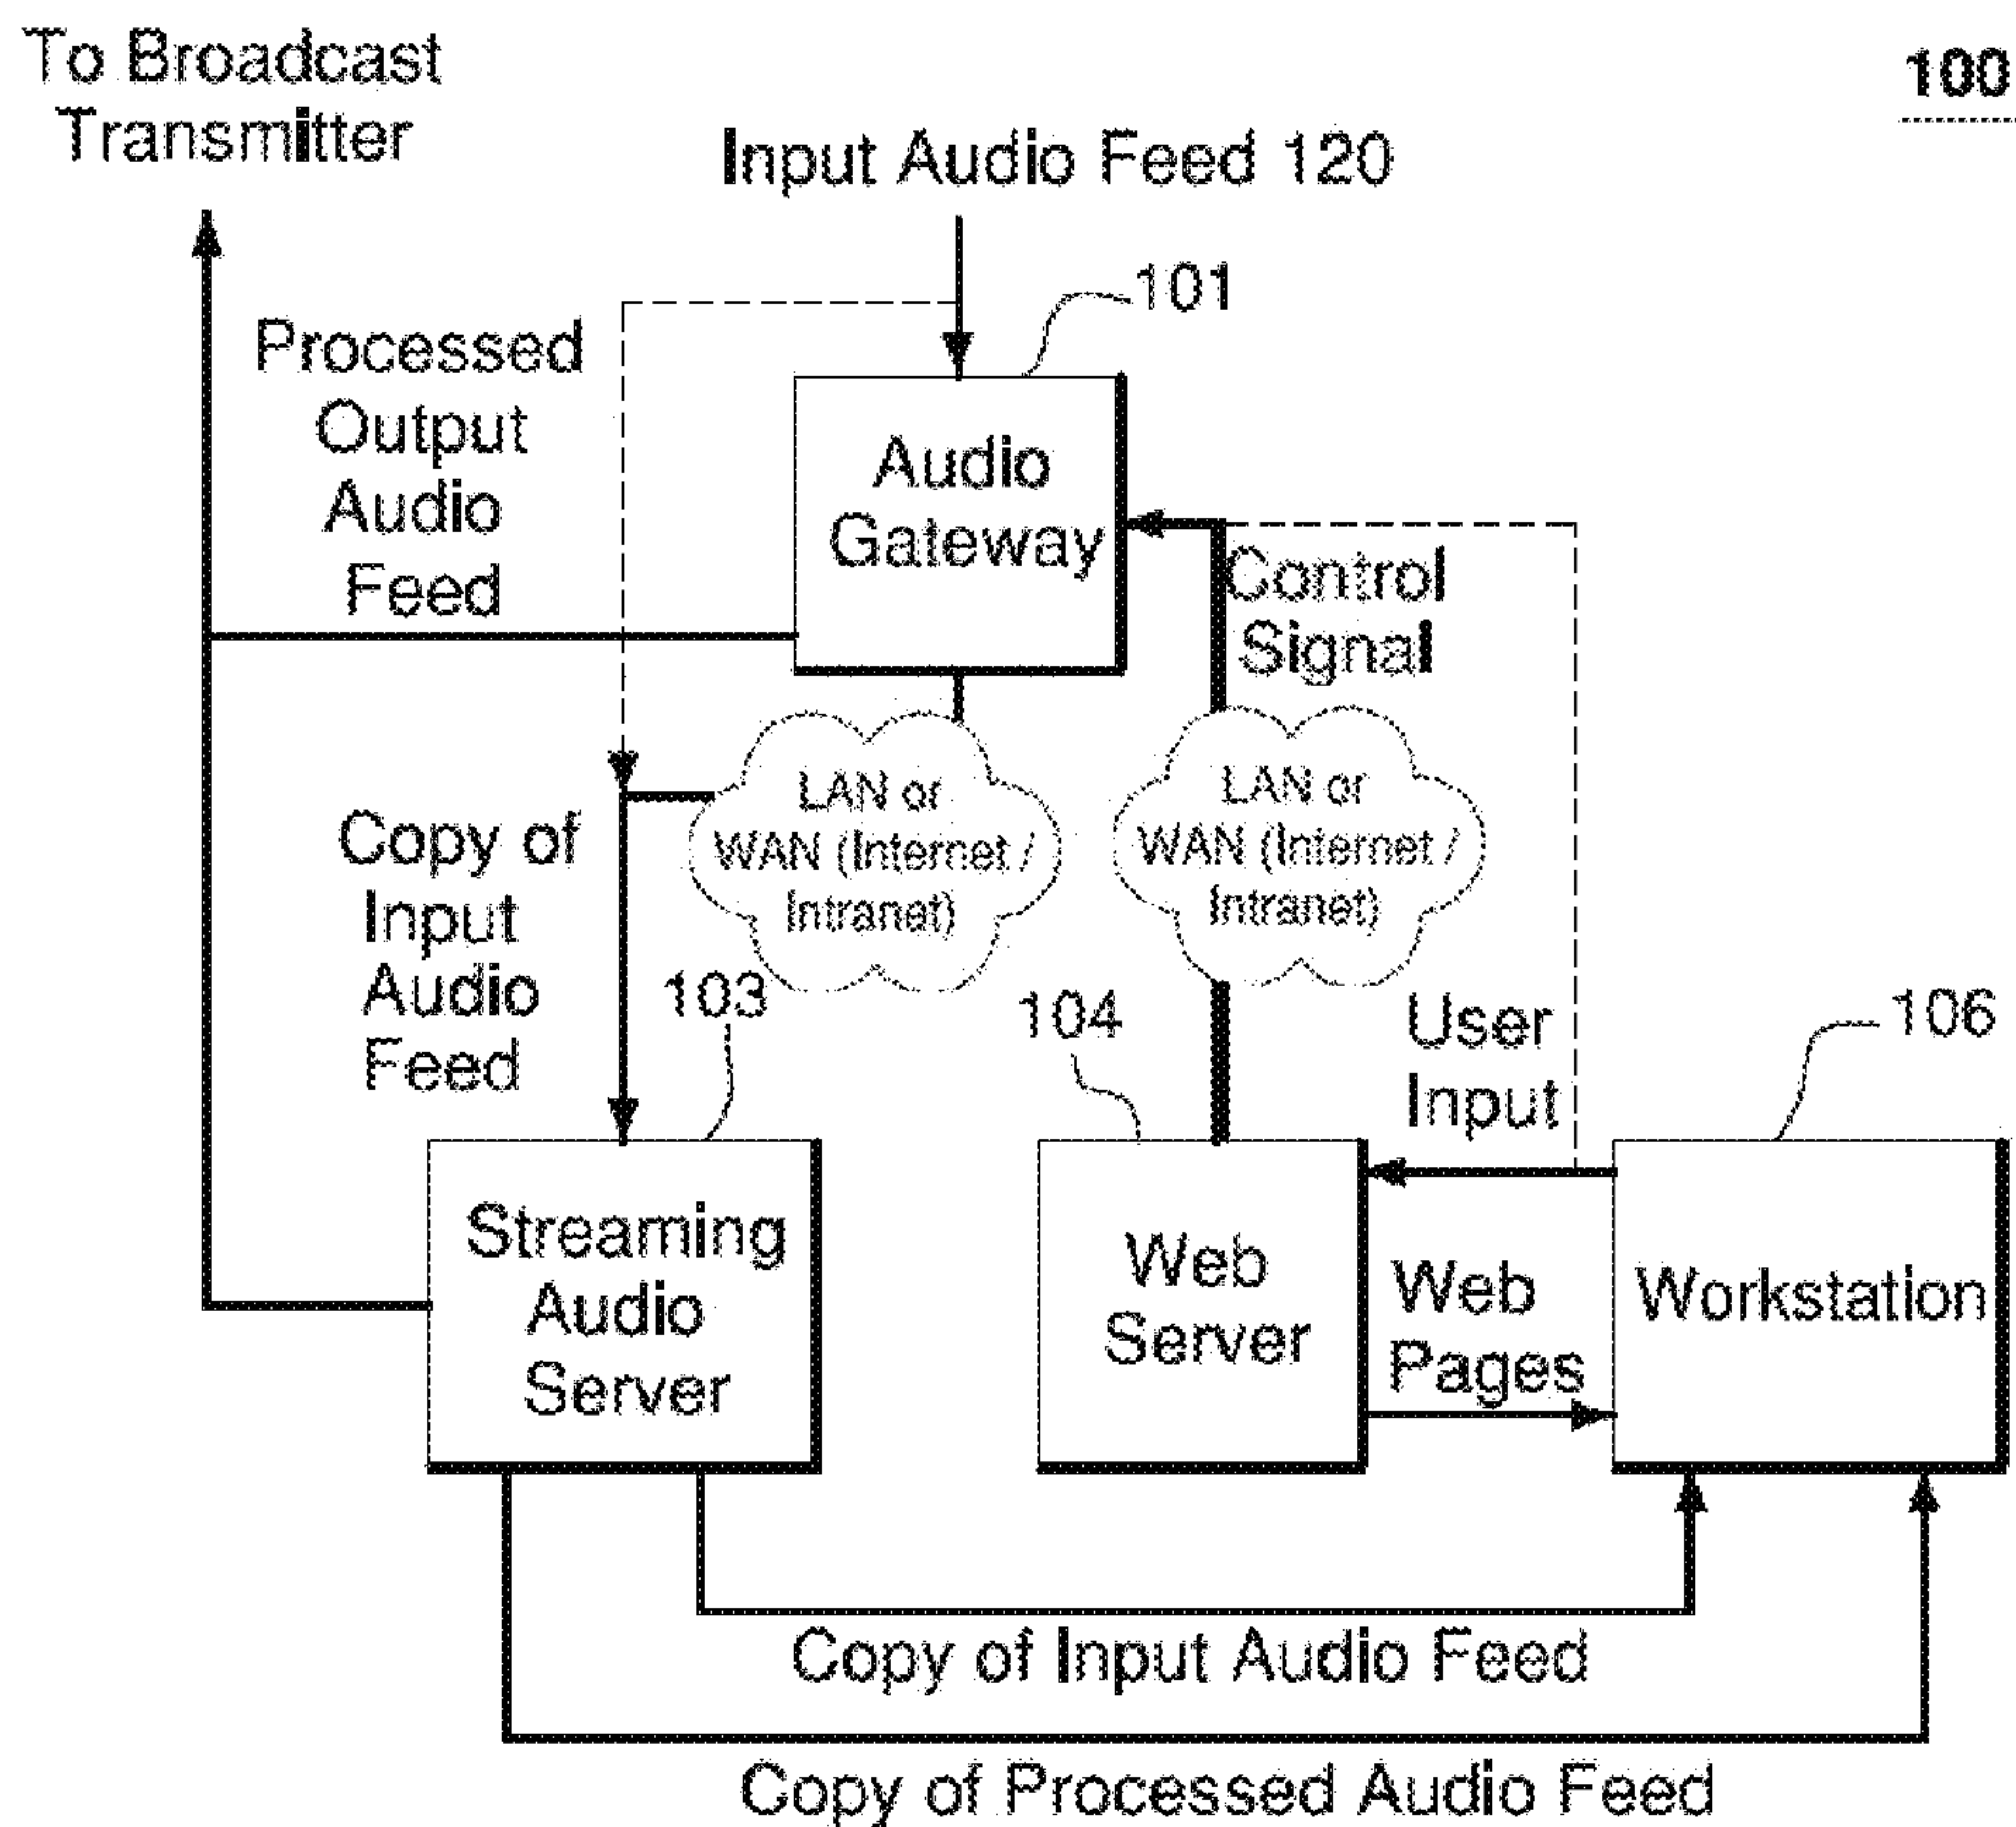 To Broadcast
Transmitter
100
Input Audio Feed 120
101
Processed
Output
Audio
Feed
Audio
Gateway
Control
Signal
LAN or
WAN (Internet /
Intranet)
LAN or
WAN (Internet /
Intranet)
Copy of
Input
Audio
Feed
103
104
User
Input
106
Streaming
Audio
Server
Web
Server
Web
Pages
Workstation
Copy of Input Audio Feed
Copy of Processed Audio Feed